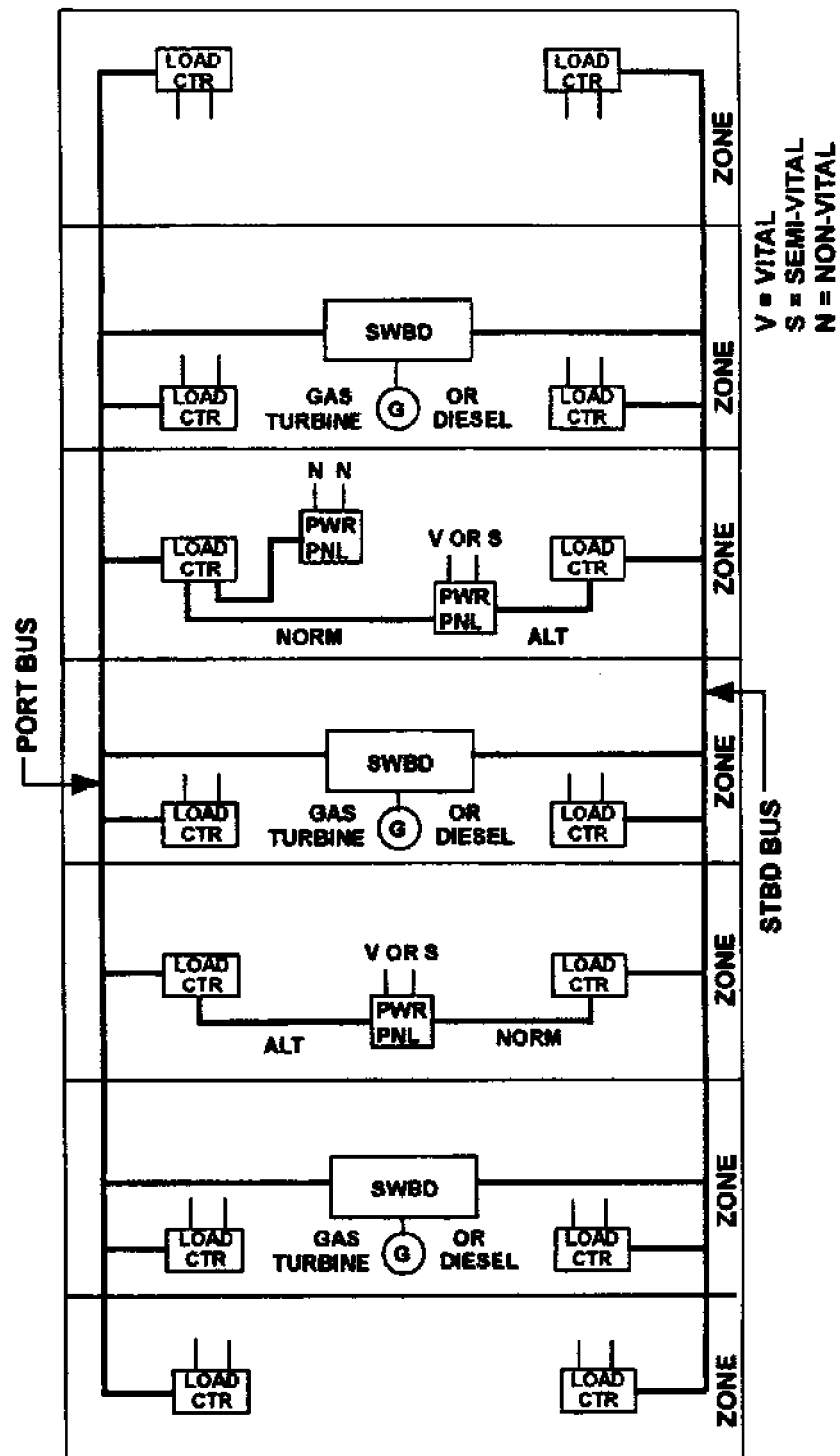 LOAD
CTR
LOAD
CTR
ZONE
V = VITAL
S = SEMI-VITAL
N = NON-VITAL
SWBD
LOAD
CTR
GAS
TURBINE
G
OR
DIESEL
LOAD
CTR
ZONE
N N
PWR
PNL
LOAD
CTR
V OR S
PWR
PNL
LOAD
CTR
NORM
ALT
ZONE
PORT BUS
SWBD
LOAD
CTR
GAS
TURBINE
G
OR
DIESEL
LOAD
CTR
ZONE
STBD BUS
LOAD
CTR
V OR S
PWR
PNL
LOAD
CTR
ALT
NORM
ZONE
SWBD
LOAD
CTR
GAS
TURBINE
G
OR
DIESEL
LOAD
CTR
ZONE
LOAD
CTR
LOAD
CTR
ZONE